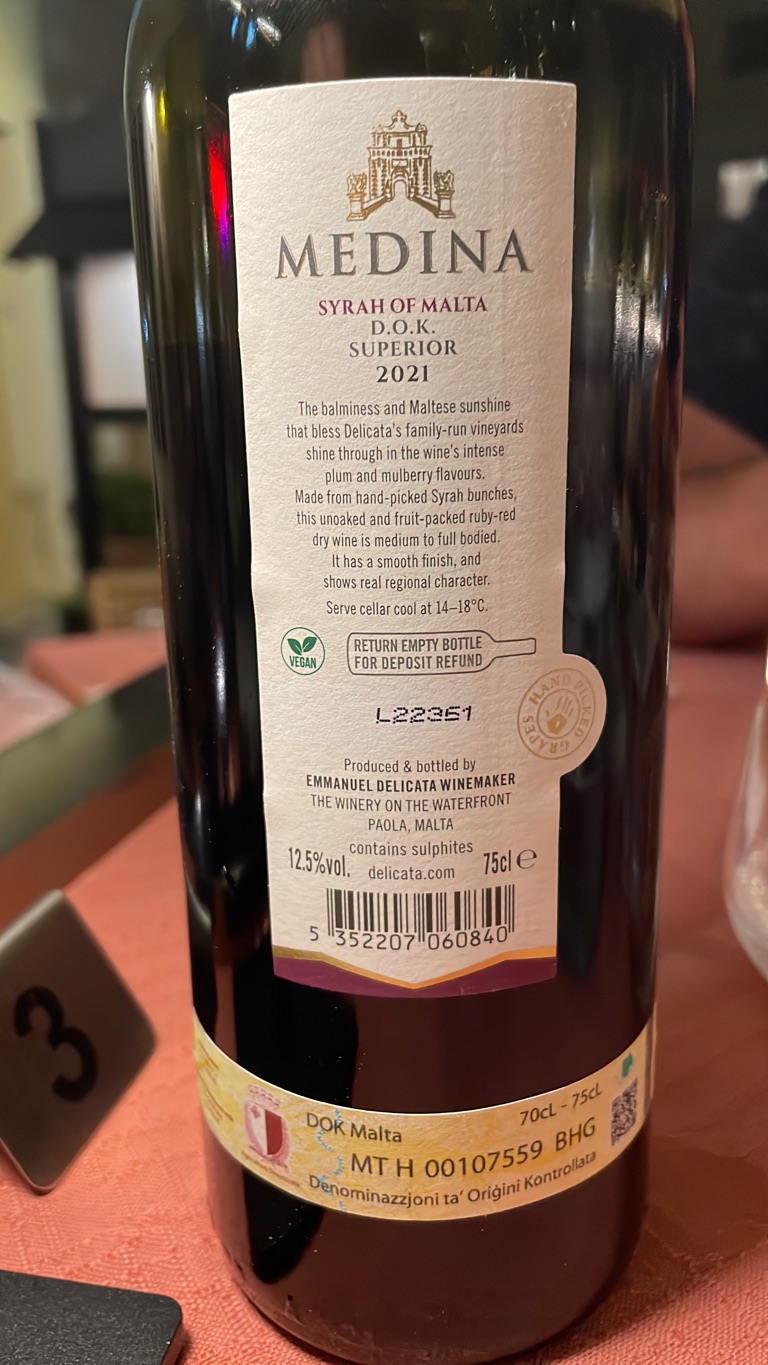 MEDINA
SYRAH OF MALTA
D.O.K.
SUPERIOR
2021
The balminess and Maltese sunshine
that bless Delicata's family-run vineyards
shine through in the wine's intense
plum and mulberry flavours.
Made from hand-picked Syrah bunches,
this unoaked and fruit-packed ruby-red
dry wine is medium to full bodied.
It has a smooth finish, and
shows real regional character.
Serve cellar cool at 14–18°C.
VEGAN
RETURN EMPTY BOTTLE
FOR DEPOSIT REFUND
L22361
HAND PICKED GRAPES
Produced & bottled by
EMMANUEL DELICATA WINEMAKER
THE WINERY ON THE WATERFRONT
PAOLA, MALTA
contains sulphites
12.5%vol. delicata.com 75cl ℮
5 352207 060840
3
DOK Malta 70cL - 75cL
MT H 00107559 BHG
Denominazzjoni ta' Oriġini Kontrollata